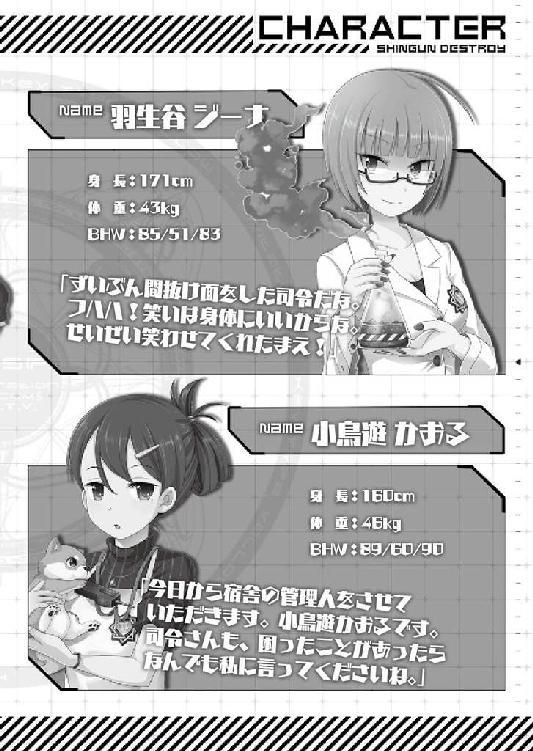 CHARACTER
SHINGUN DESTROY
Name 羽生谷 ジーナ
身 長:171cm
体 重:43kg
BHW:85/51/83
「ずいぶん間抜け面をした司令だな。
フハハ!笑いは身体にいいからな。
せいぜい笑わせてくれたまえ!」
Name 小鳥遊 かおる
身 長:160cm
体 重:46kg
BHW:89/60/90
「今日から宿舎の管理人をさせて
いただきます。小鳥遊かおるです。
司令さんも、困ったことがあったら
なんでも私に言ってくださいね。」